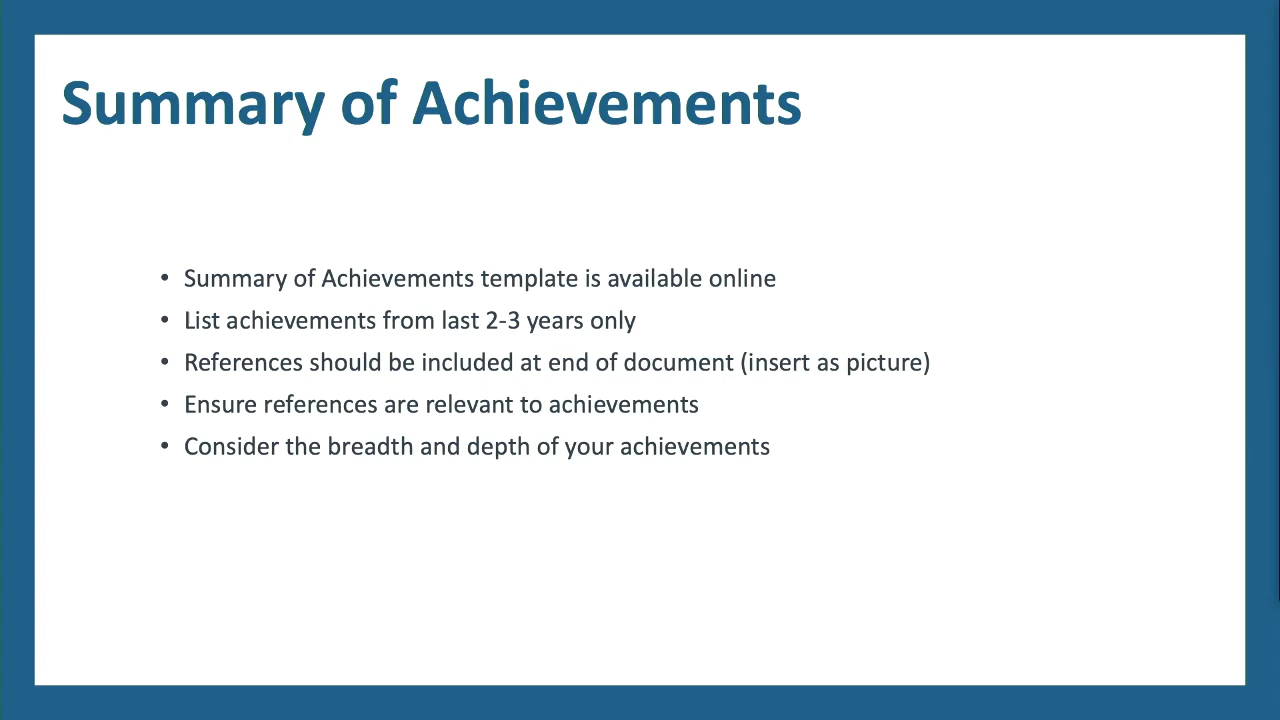 Summary of Achievements
• Summary of Achievements template is available online
• List achievements from last 2-3 years only
• References should be included at end of document (insert as picture)
• Ensure references are relevant to achievements
• Consider the breadth and depth of your achievements